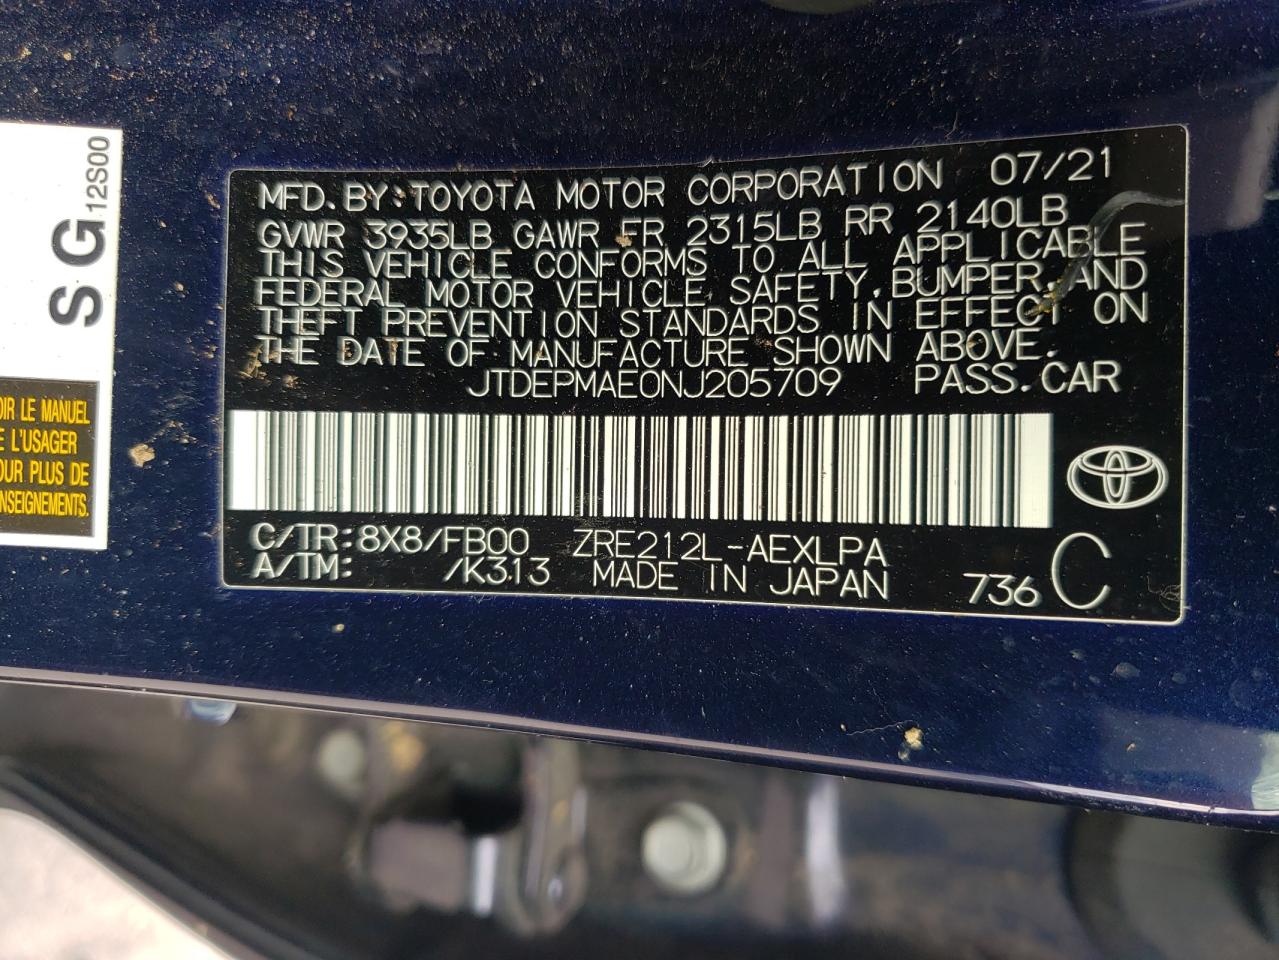 MFD. BY: TOYOTA MOTOR CORPORATION 07/21
GVWR 3935LB GAWR FR 2315LB RR 2140LB
THIS VEHICLE CONFORMS TO ALL APPLICABLE
FEDERAL MOTOR VEHICLE SAFETY, BUMPER, AND
THEFT PREVENTION STANDARDS IN EFFECT ON
THE DATE OF MANUFACTURE SHOWN ABOVE.
JTDEPMAE0NJ205709 PASS. CAR
C/TR: 8X8/FB00 ZRE212L-AEXLPA
A/TM: /K313 MADE IN JAPAN 736 C
SG 12S00
LE MANUEL
L'USAGER
PLUS DE